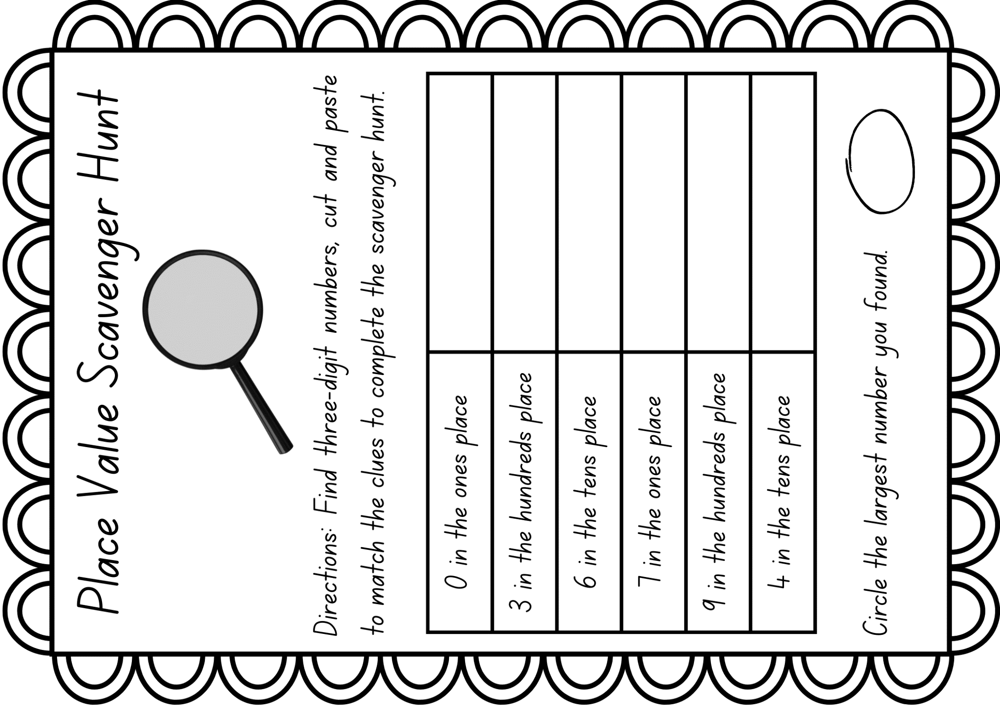 Place Value Scavenger Hunt
Directions: Find three-digit numbers, cut and paste
to match the clues to complete the scavenger hunt.
0 in the ones place
3 in the hundreds place
6 in the tens place
7 in the ones place
9 in the hundreds place
4 in the tens place
Circle the largest number you found.